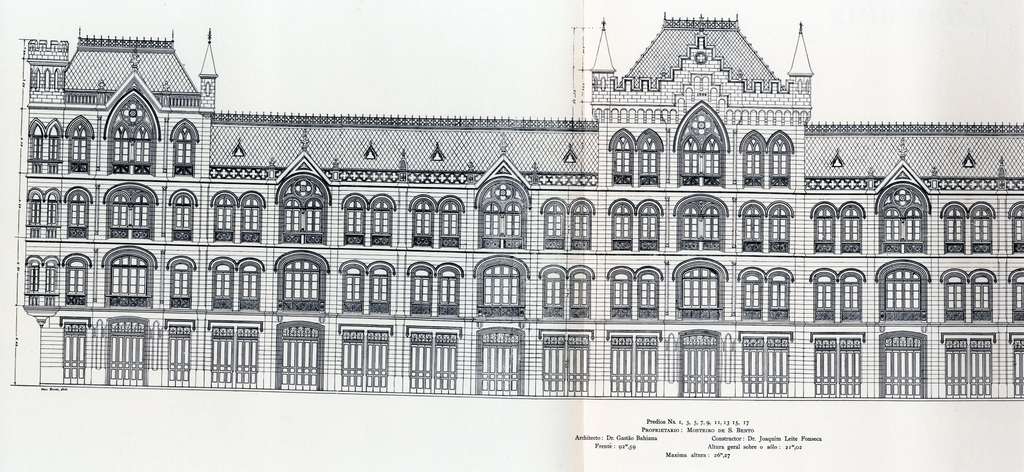 Predios Ns. 1, 3, 5, 7, 9, 11, 13 15, 17
PROPRIETARIO: MOSTEIRO DE S. BENTO
Architecto: Dr. Gastão Bahiana Constructor: Dr. Joaquim Leite Fonseca
Frente: 92m,59 Altura geral sobre o sólo: 21m,02
Maxima altura: 26m,27